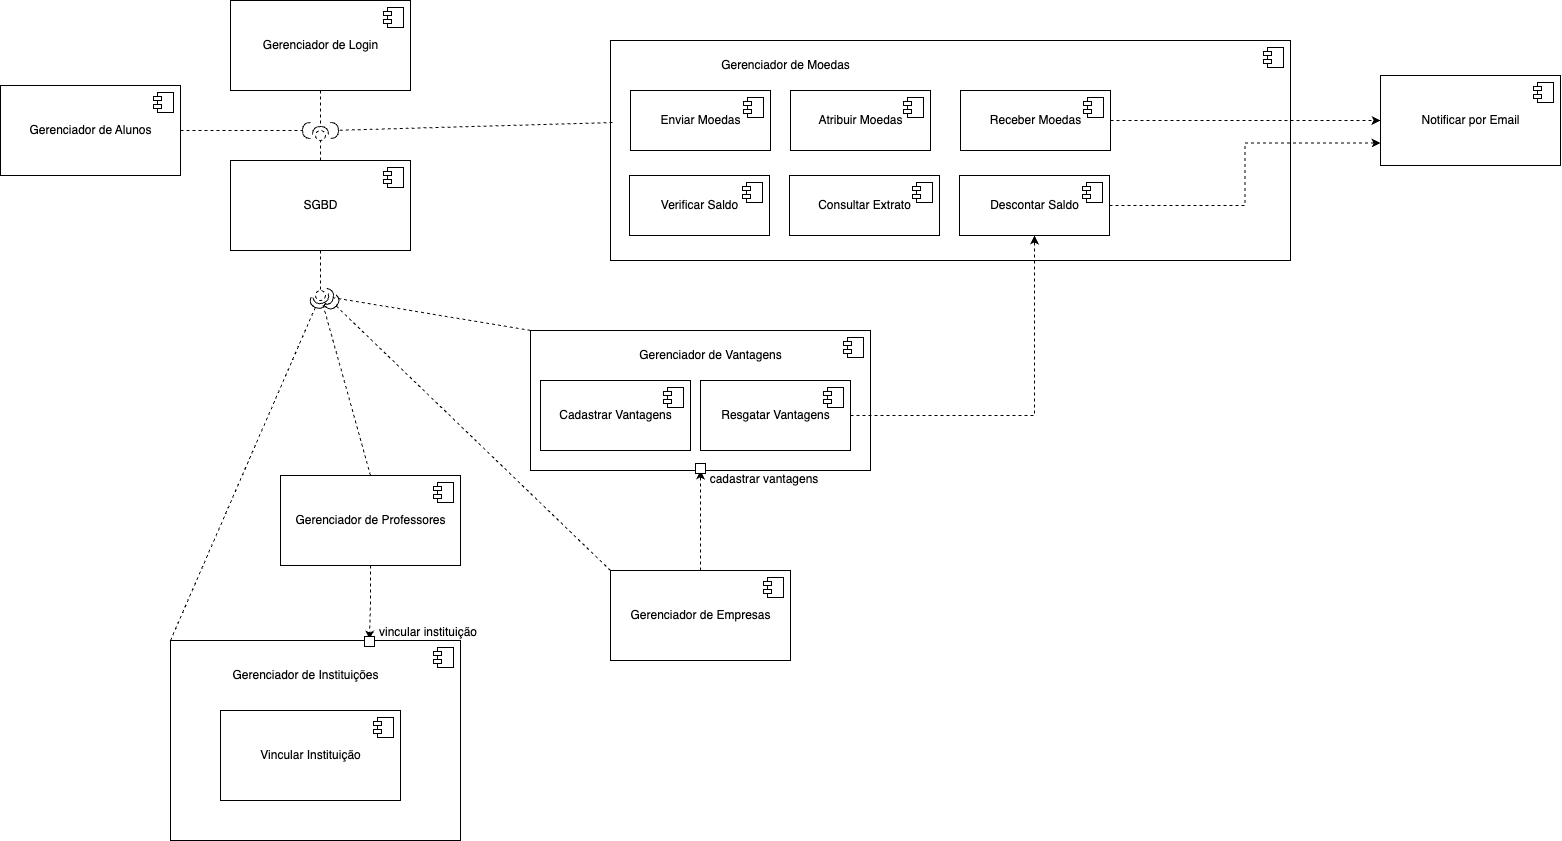 Gerenciador de Login
Gerenciador de Moedas
Gerenciador de Alunos
Enviar Moedas
Atribuir Moedas
Receber Moedas
Notificar por Email
SGBD
Verificar Saldo
Consultar Extrato
Descontar Saldo
Gerenciador de Vantagens
Cadastrar Vantagens
Resgatar Vantagens
cadastrar vantagens
Gerenciador de Professores
Gerenciador de Empresas
vincular instituição
Gerenciador de Instituições
Vincular Instituição